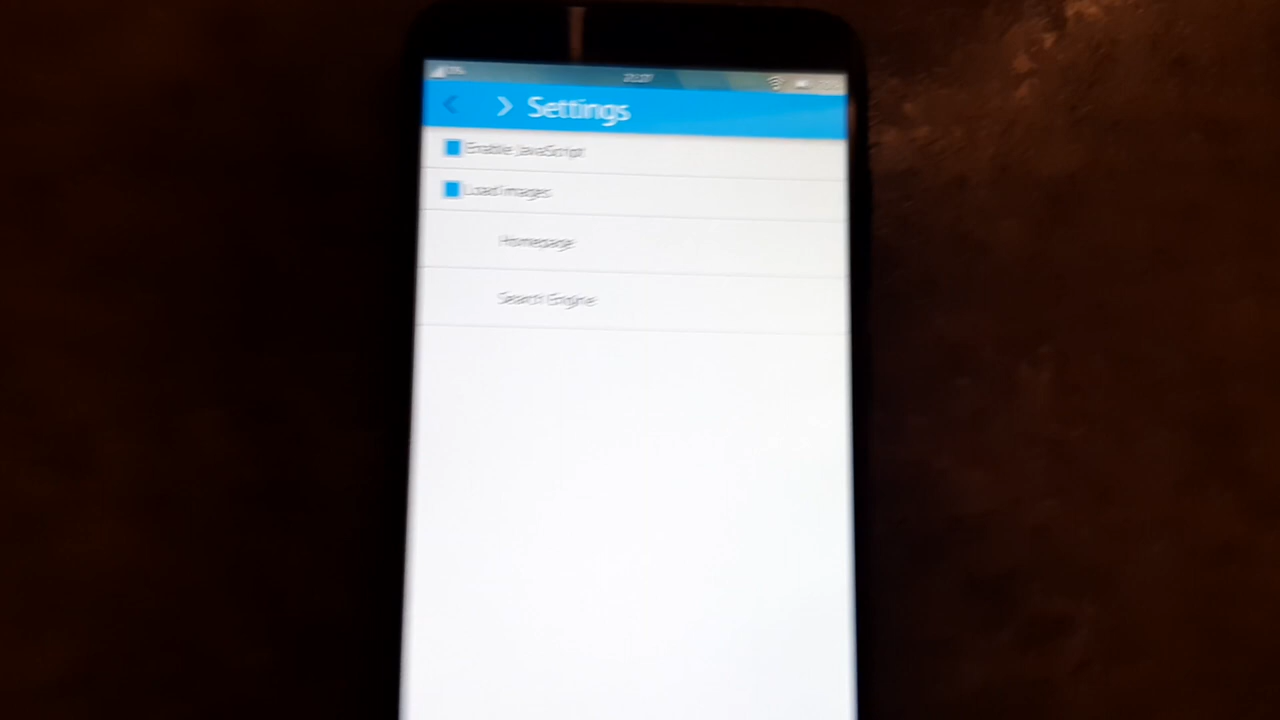 Settings
Enable JavaScript
Load images
Homepage
Search Engine